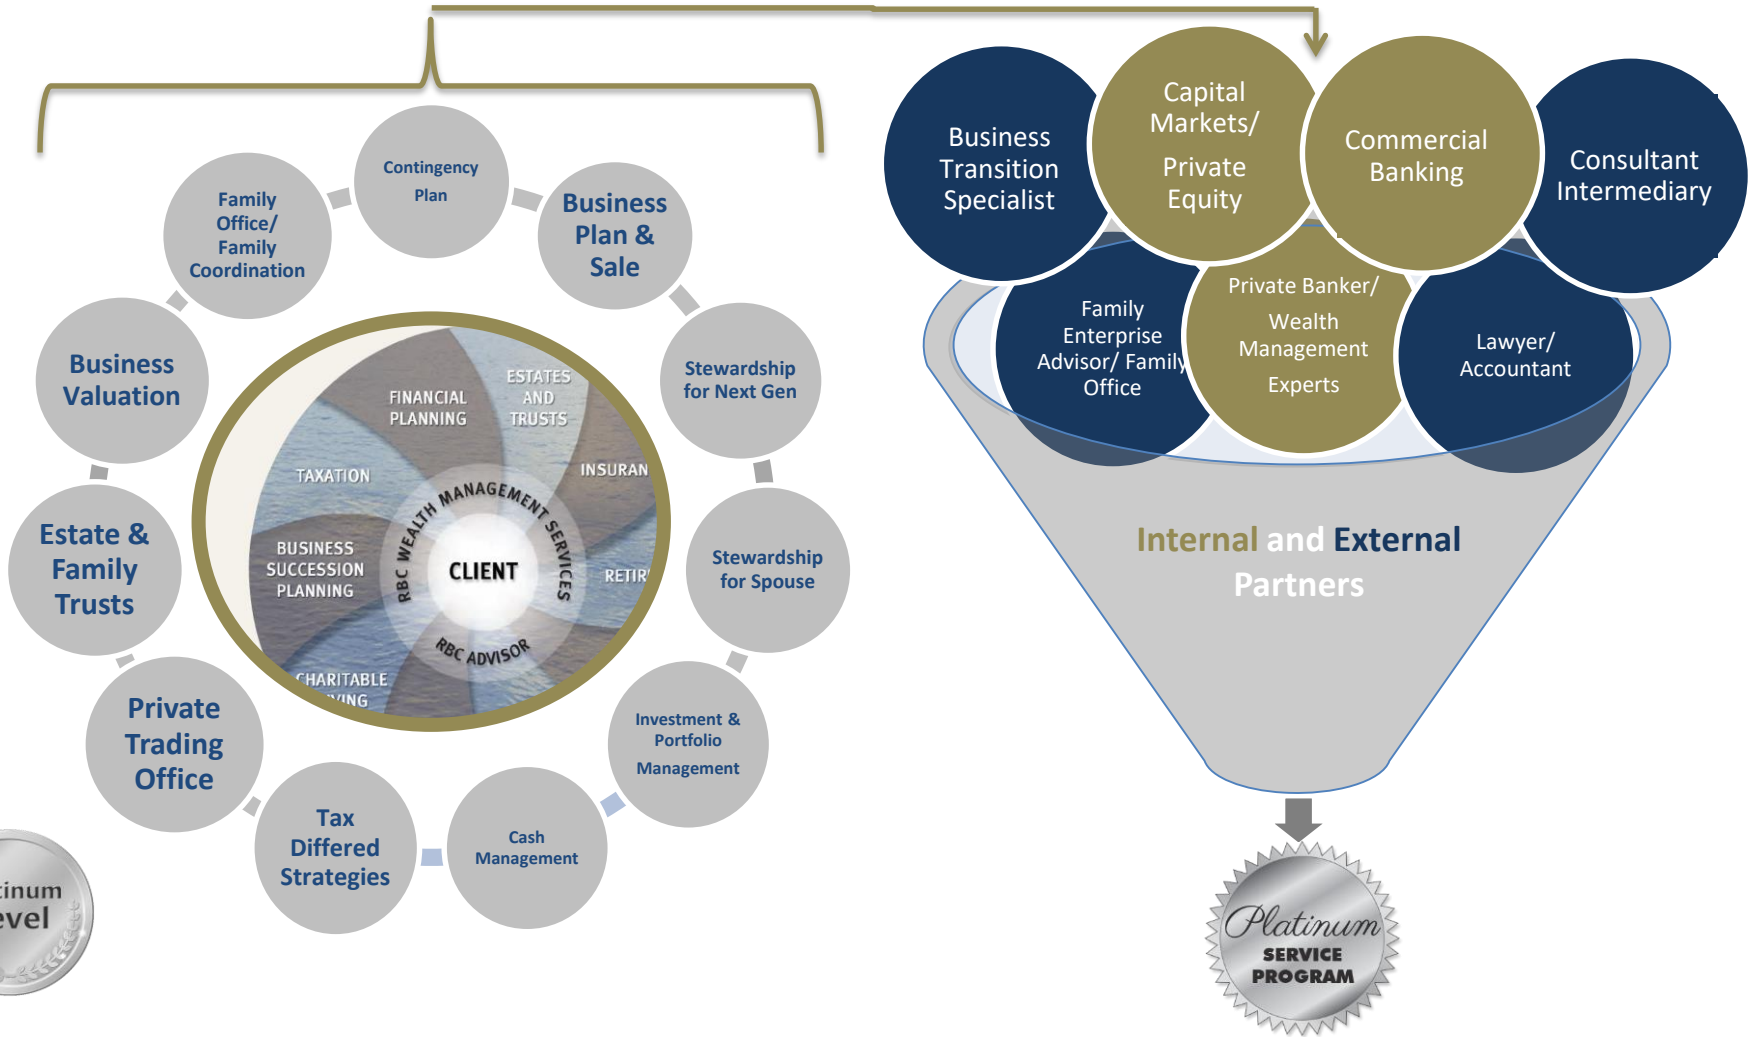 Contingency
Plan
Business
Plan &
Sale
Stewardship
for Next Gen
Stewardship
for Spouse
Investment &
Portfolio
Management
Cash
Management
Tax
Differed
Strategies
Private
Trading
Office
Estate &
Family
Trusts
Business
Valuation
Family
Office/
Family
Coordination
FINANCIAL
PLANNING
ESTATES
AND
TRUSTS
INSURAN
RETIR
TAXATION
BUSINESS
SUCCESSION
PLANNING
CHARITABLE
VING
RBC WEALTH MANAGEMENT SERVICES
CLIENT
RBC ADVISOR
tinum
evel
Business
Transition
Specialist
Capital
Markets/
Private
Equity
Commercial
Banking
Consultant
Intermediary
Family
Enterprise
Advisor/ Family
Office
Private Banker/
Wealth
Management
Experts
Lawyer/
Accountant
Internal and External
Partners
Platinum
SERVICE
PROGRAM